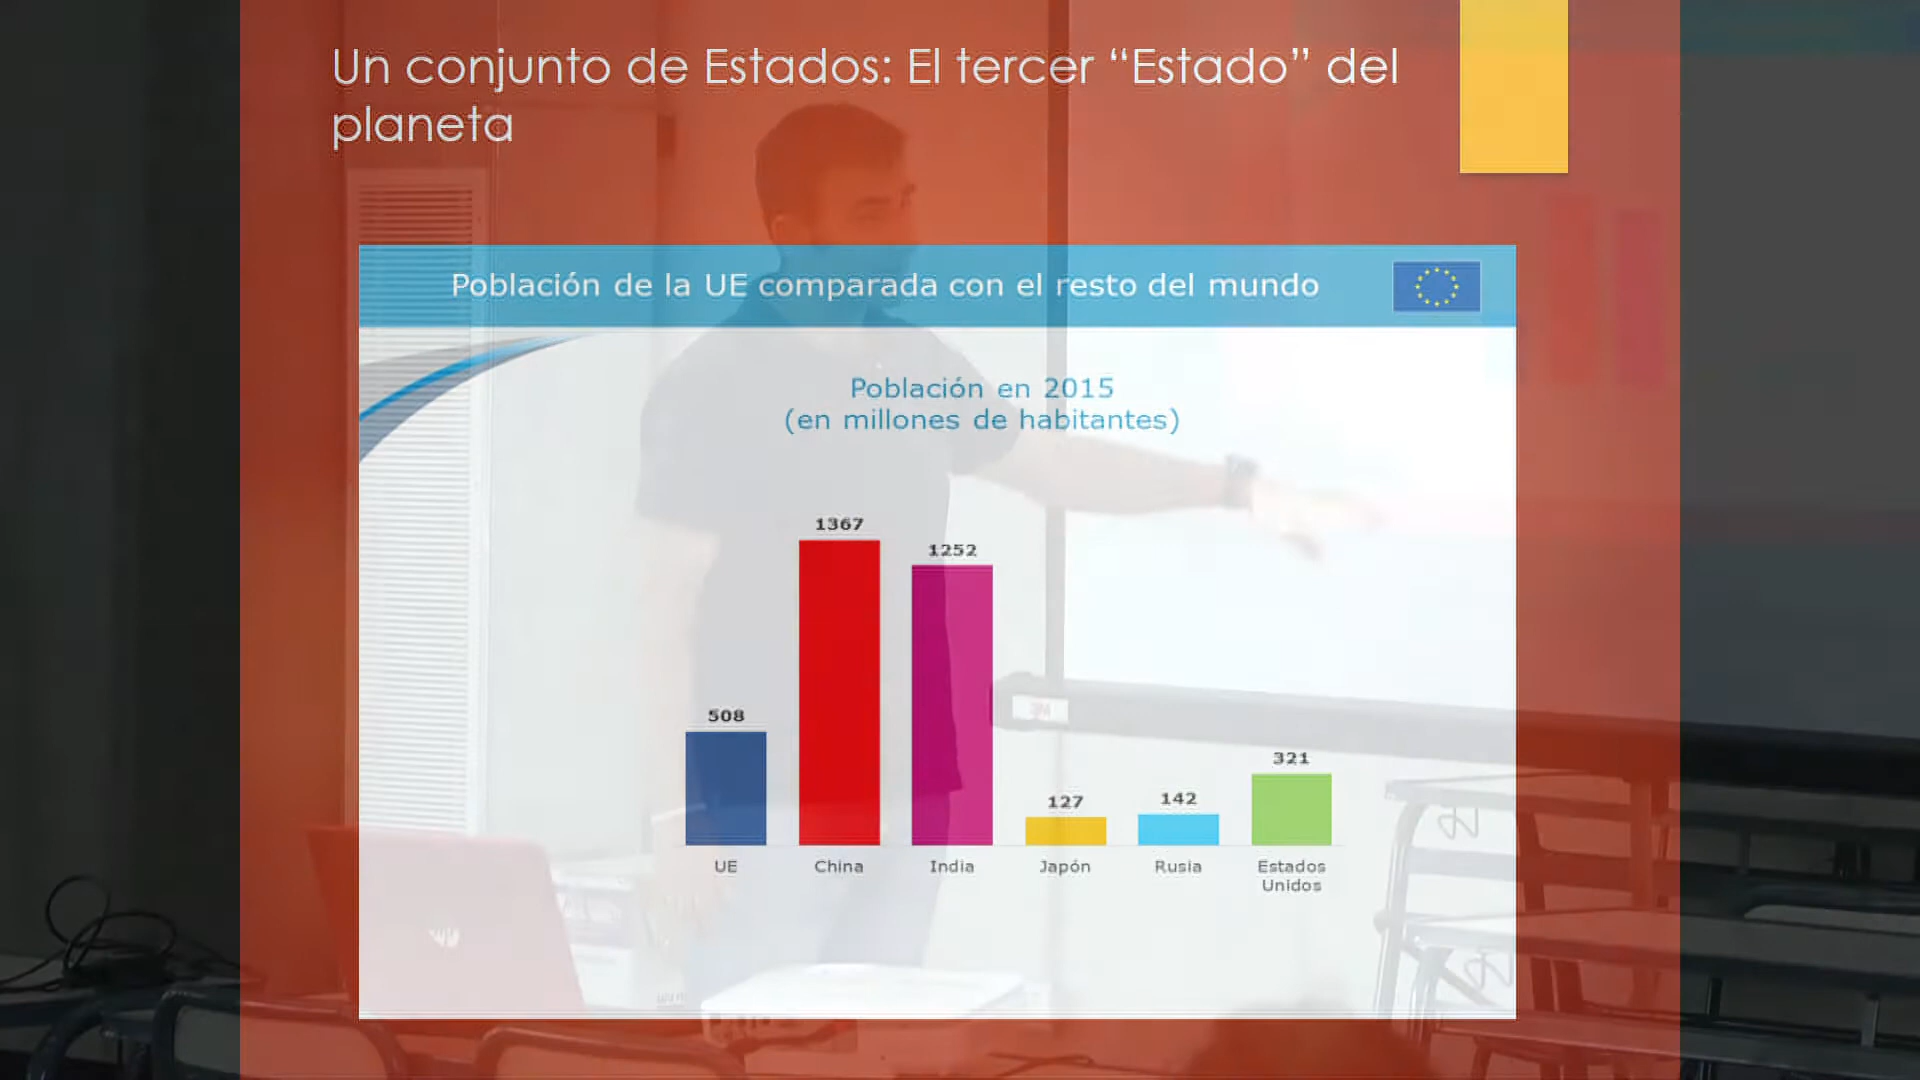 Un conjunto de Estados: El tercer “Estado” del
planeta
Población de la UE comparada con el resto del mundo
Población en 2015
(en millones de habitantes)
1367
1252
508
321
142
127
UE
China
India
Japón
Rusia
Estados
Unidos